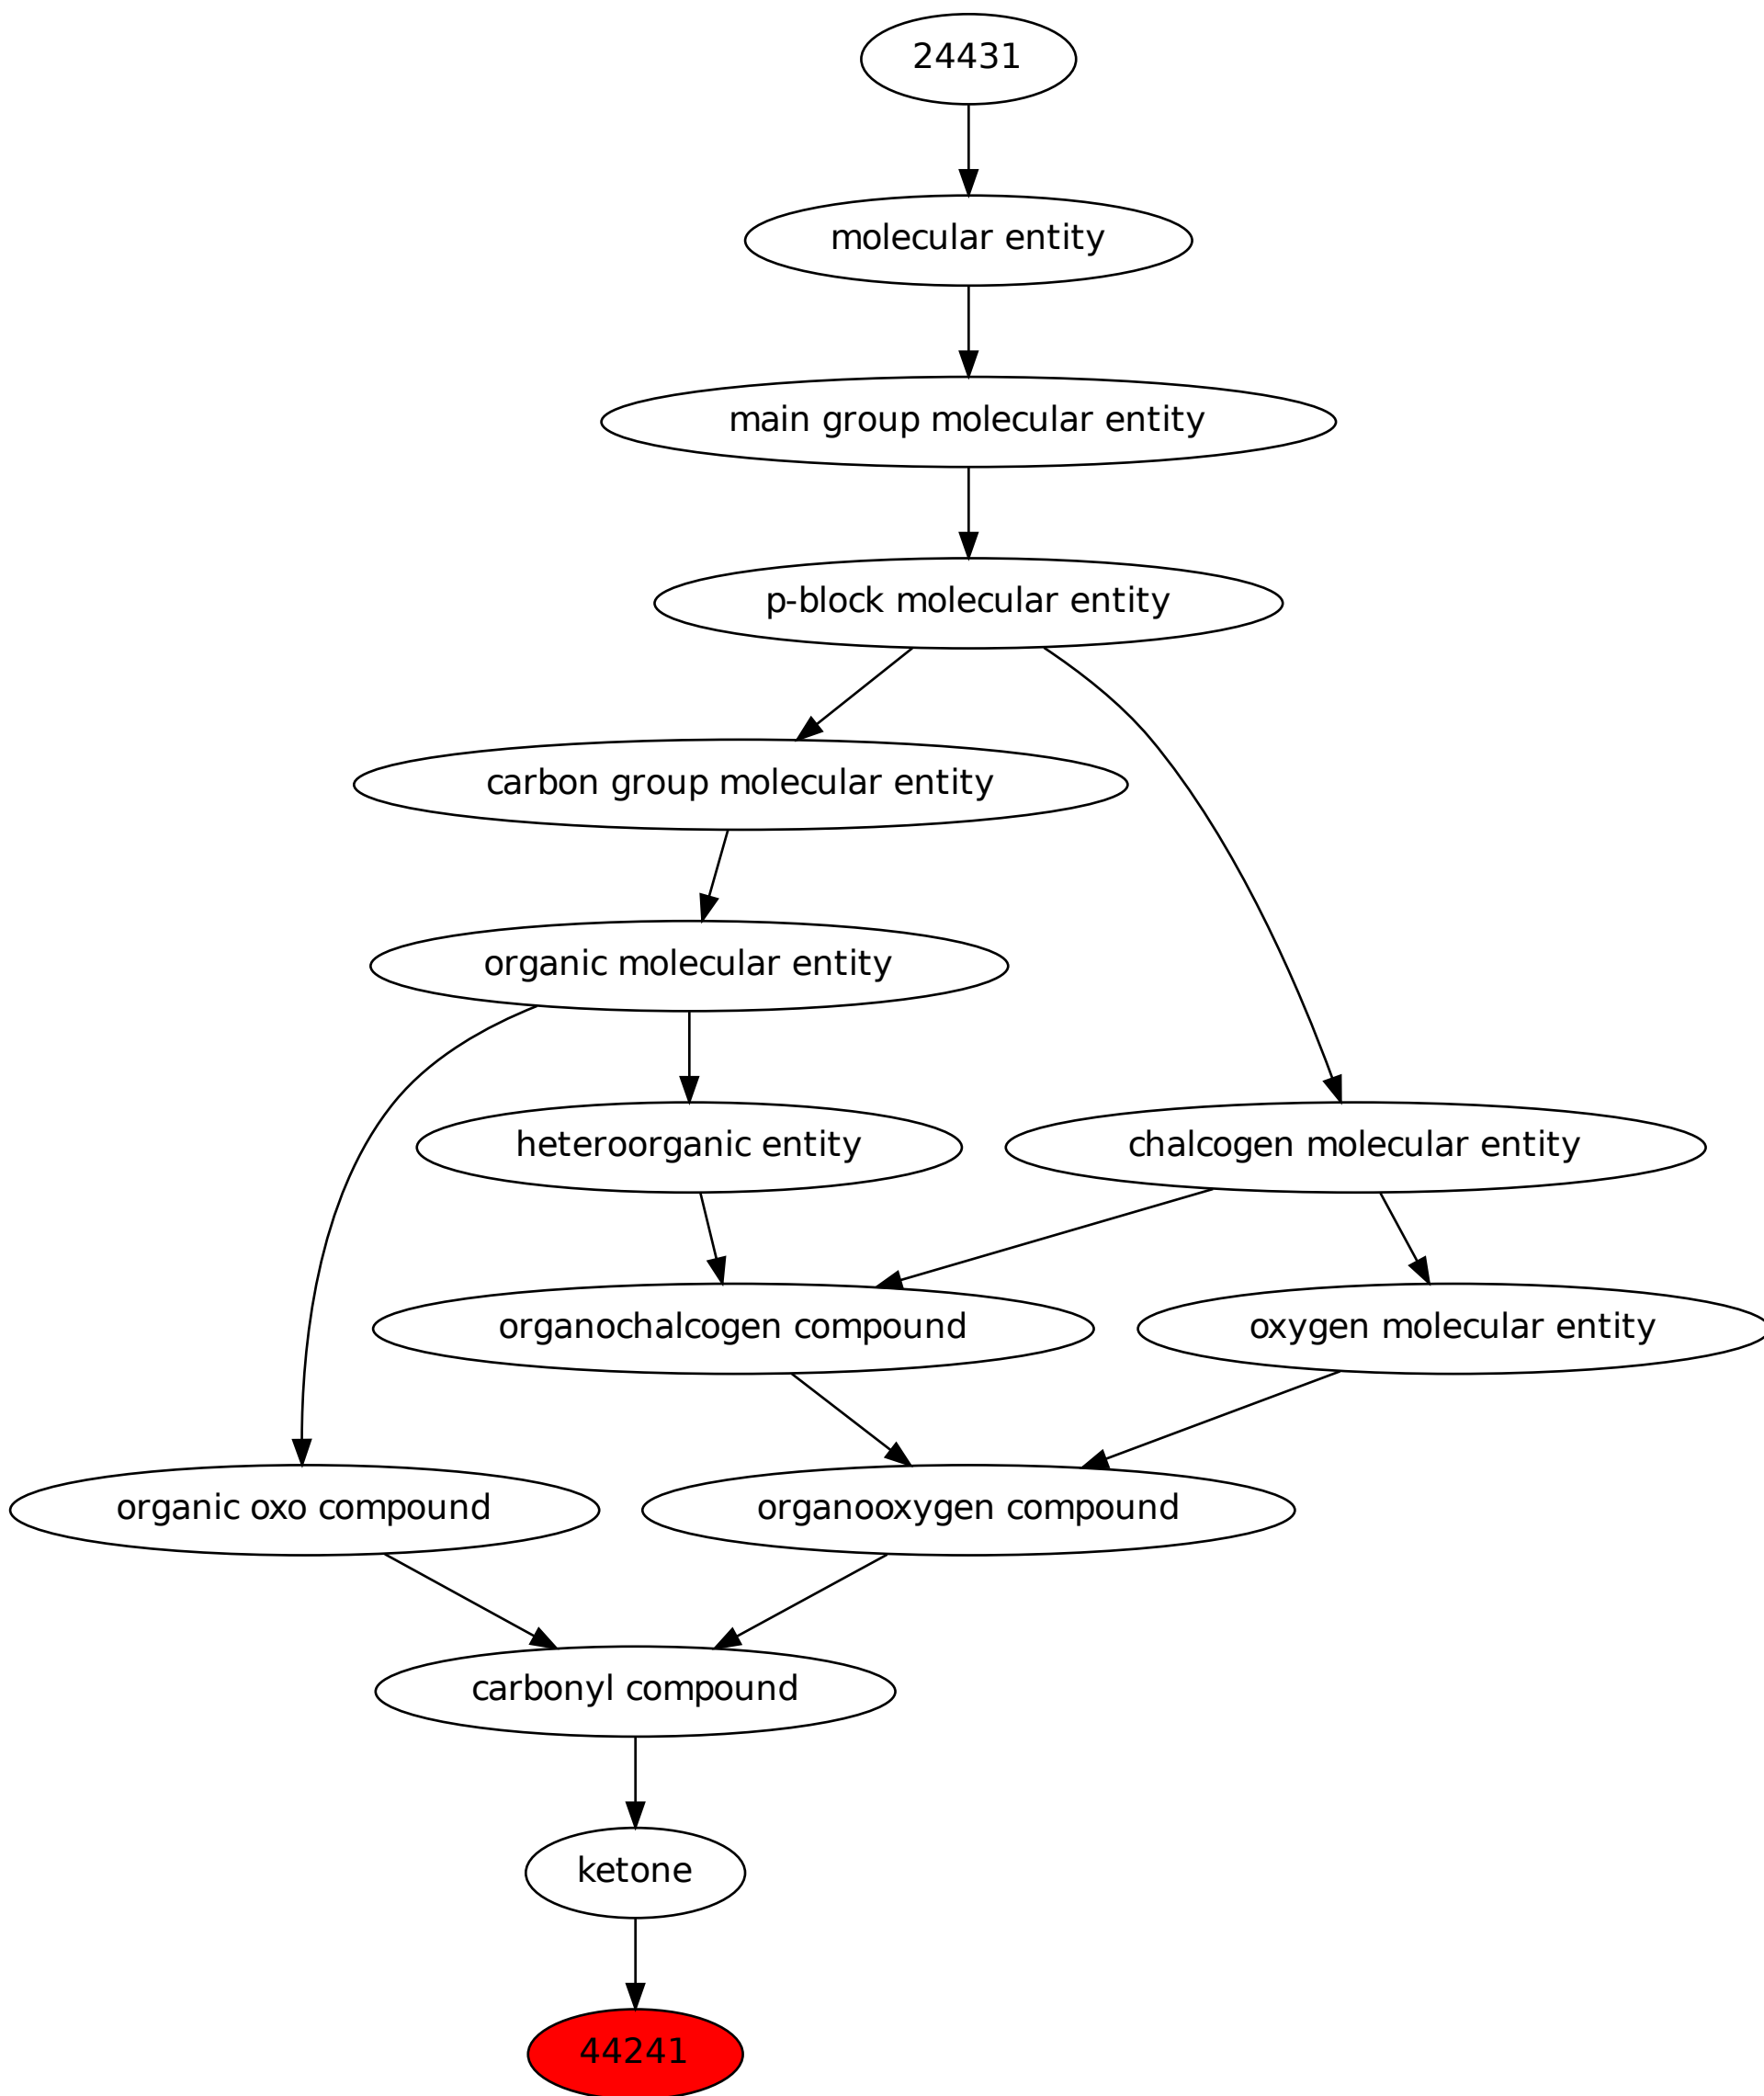 24431
molecular entity
main group molecular entity
p-block molecular entity
carbon group molecular entity
organic molecular entity
heteroorganic entity
chalcogen molecular entity
organochalcogen compound
oxygen molecular entity
organic oxo compound
organooxygen compound
carbonyl compound
ketone
44241